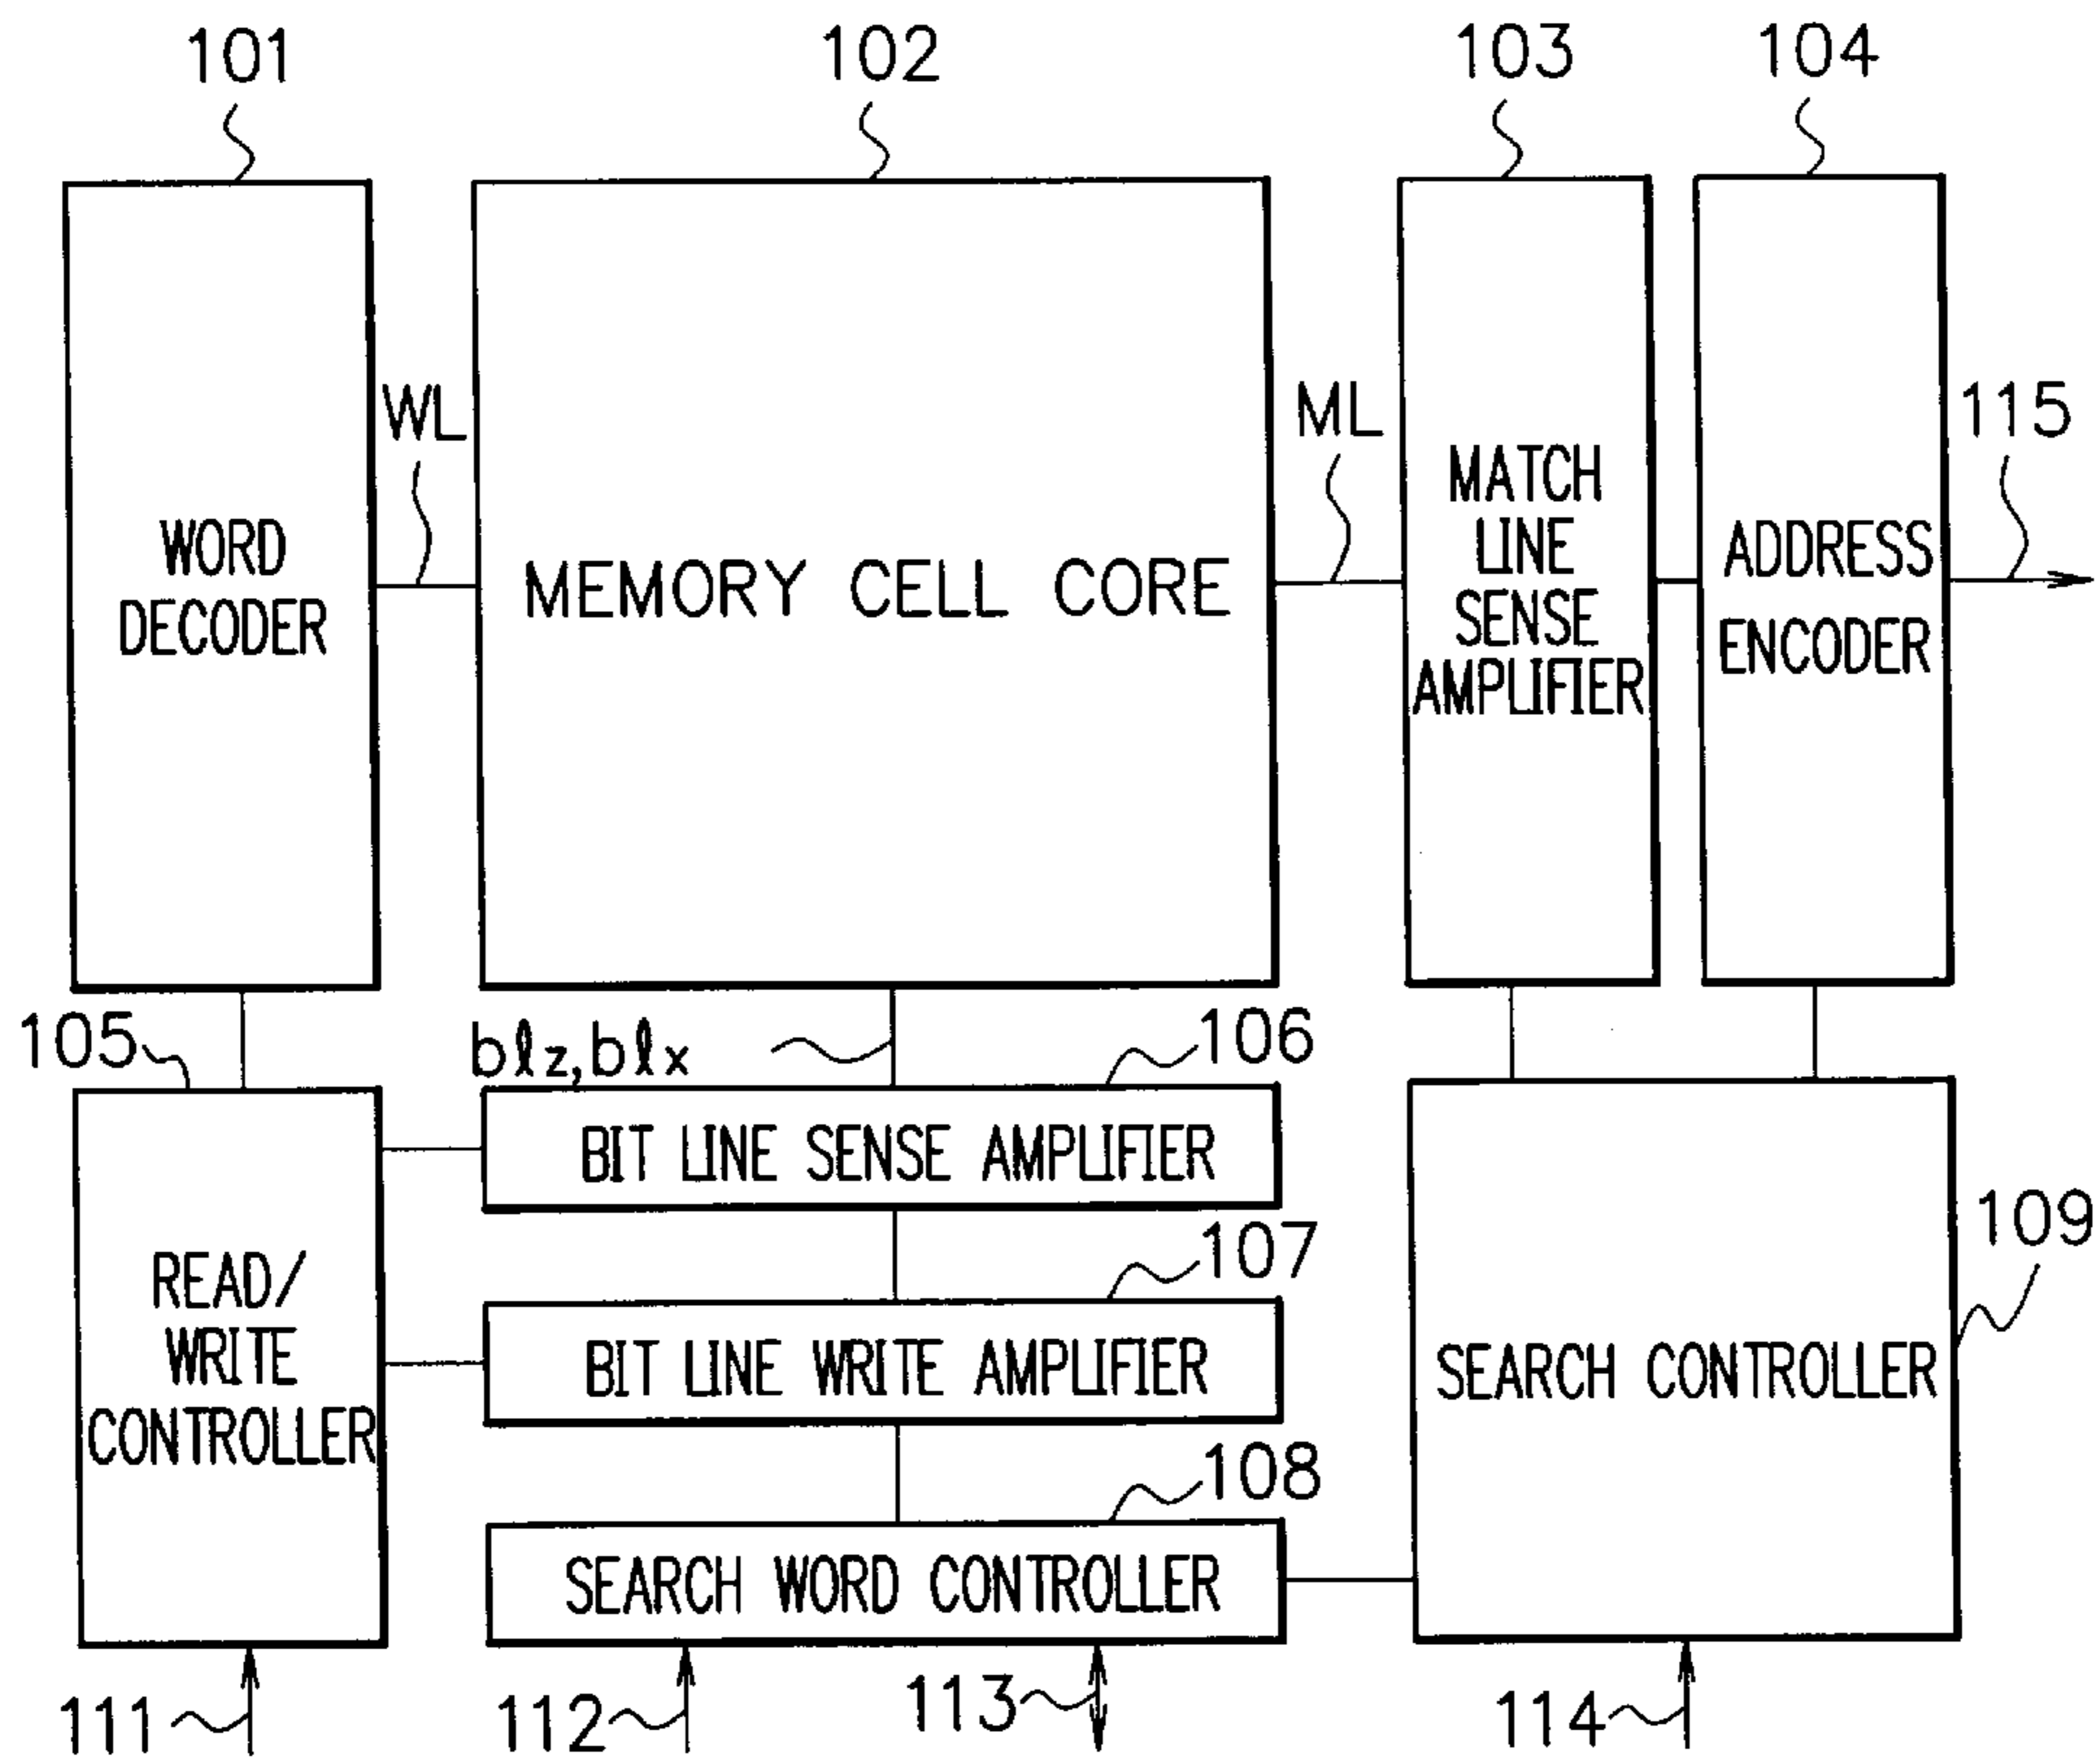 101
102
103
104
WL
ML
115
WORD
DECODER
MEMORY CELL CORE
MATCH
LINE
SENSE
AMPLIFIER
ADDRESS
ENCODER
105
blz,blx
106
BIT LINE SENSE AMPLIFIER
107
109
READ/
WRITE
CONTROLLER
BIT LINE WRITE AMPLIFIER
SEARCH CONTROLLER
108
SEARCH WORD CONTROLLER
111
112
113
114